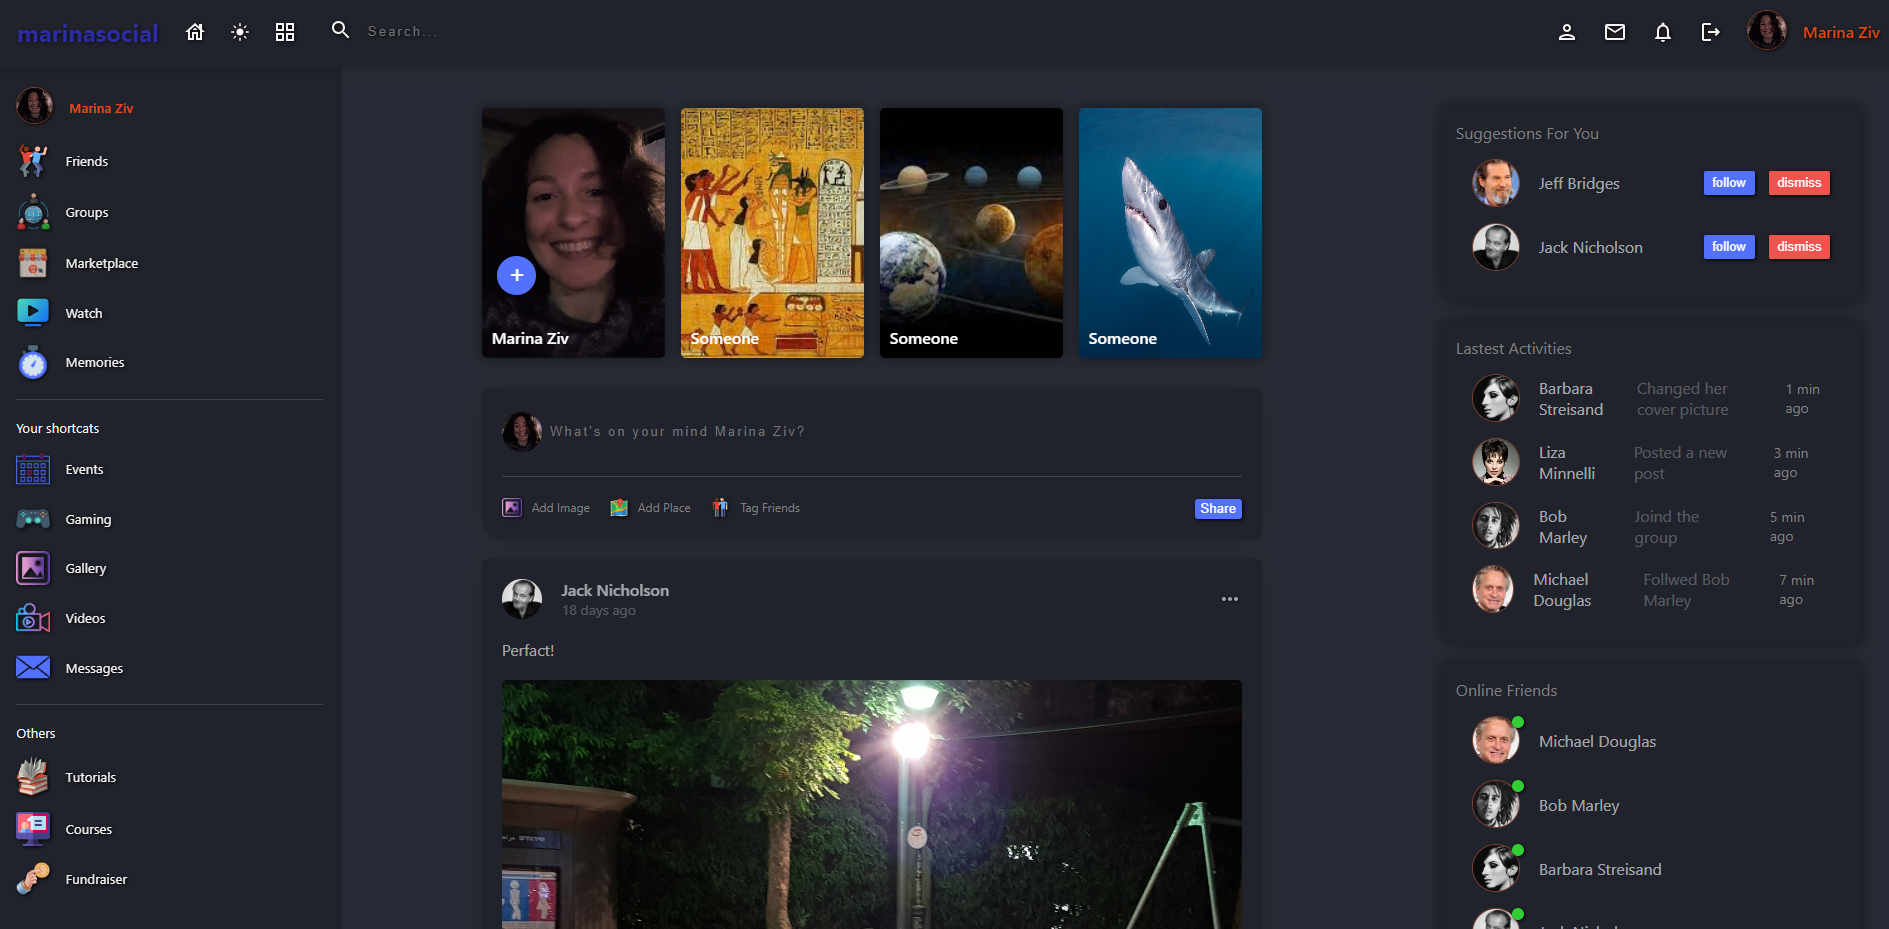 marinasocial
Search...
Marina Ziv
Marina Ziv
Friends
Groups
Marketplace
Watch
Memories
Your shortcats
Events
Gaming
Gallery
Videos
Messages
Others
Tutorials
Courses
Fundraiser
Marina Ziv
Someone
Someone
Someone
What's on your mind Marina Ziv?
Add Image
Add Place
Tag Friends
Share
Jack Nicholson
18 days ago
Perfact!
Suggestions For You
Jeff Bridges
follow
dismiss
Jack Nicholson
follow
dismiss
Lastest Activities
Barbara
Streisand
Changed her
cover picture
1 min
ago
Liza
Minnelli
Posted a new
post
3 min
ago
Bob
Marley
Joind the
group
5 min
ago
Michael
Douglas
Follwed Bob
Marley
7 min
ago
Online Friends
Michael Douglas
Bob Marley
Barbara Streisand